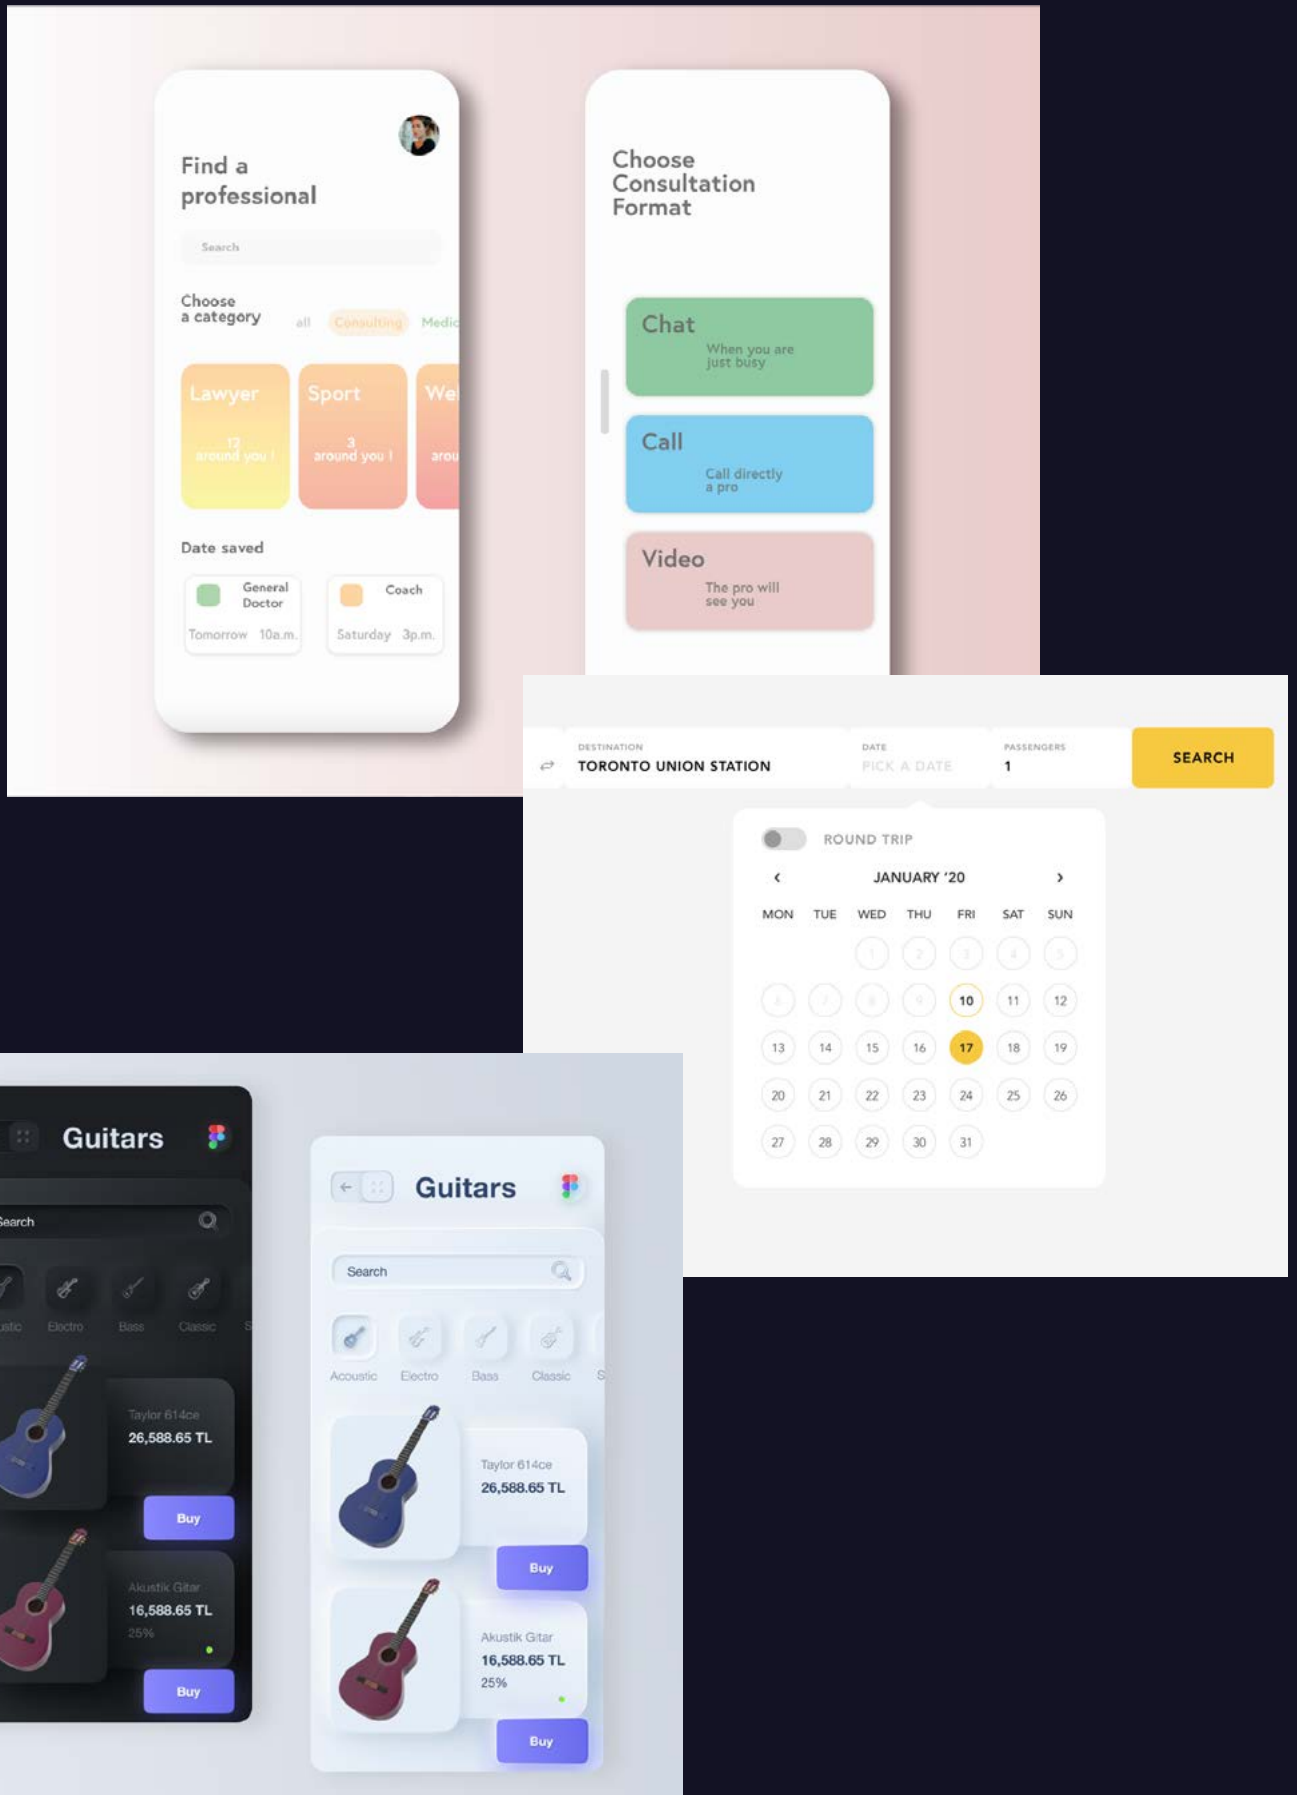 Find a
professional
Search
Choose
a category
all Consulting Medic
Lawyer
12
around you !
Sport
3
around you !
Wel
arou
Date saved
General
Doctor
Tomorrow 10a.m.
Coach
Saturday 3p.m.
Choose
Consultation
Format
Chat
When you are
just busy
Call
Call directly
a pro
Video
The pro will
see you
DESTINATION
TORONTO UNION STATION
DATE
PICK A DATE
PASSENGERS
1
SEARCH
ROUND TRIP
‹ JANUARY '20 ›
MON TUE WED THU FRI SAT SUN
1 2 3 4 5
6 7 8 9 10 11 12
13 14 15 16 17 18 19
20 21 22 23 24 25 26
27 28 29 30 31
Guitars
Search
ustic Electro Bass Classic S
Taylor 614ce
26,588.65 TL
Buy
Akustik Gitar
16,588.65 TL
25%
Buy
Guitars
Search
Acoustic Electro Bass Classic S
Taylor 614ce
26,588.65 TL
Buy
Akustik Gitar
16,588.65 TL
25%
Buy